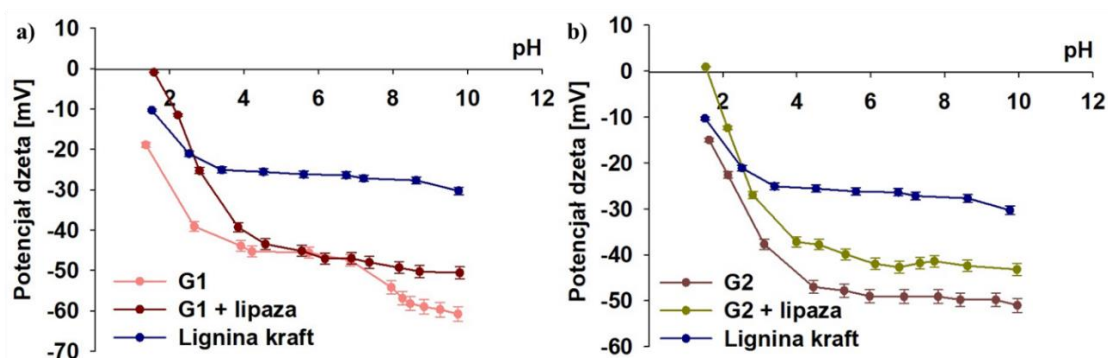 a)
Potencjał dzeta [mV]
10
0
-10
-20
-30
-40
-50
-60
-70
pH
2 4 6 8 10 12
G1
G1 + lipaza
Lignina kraft
b)
Potencjał dzeta [mV]
10
0
-10
-20
-30
-40
-50
-60
pH
2 4 6 8 10 12
G2
G2 + lipaza
Lignina kraft